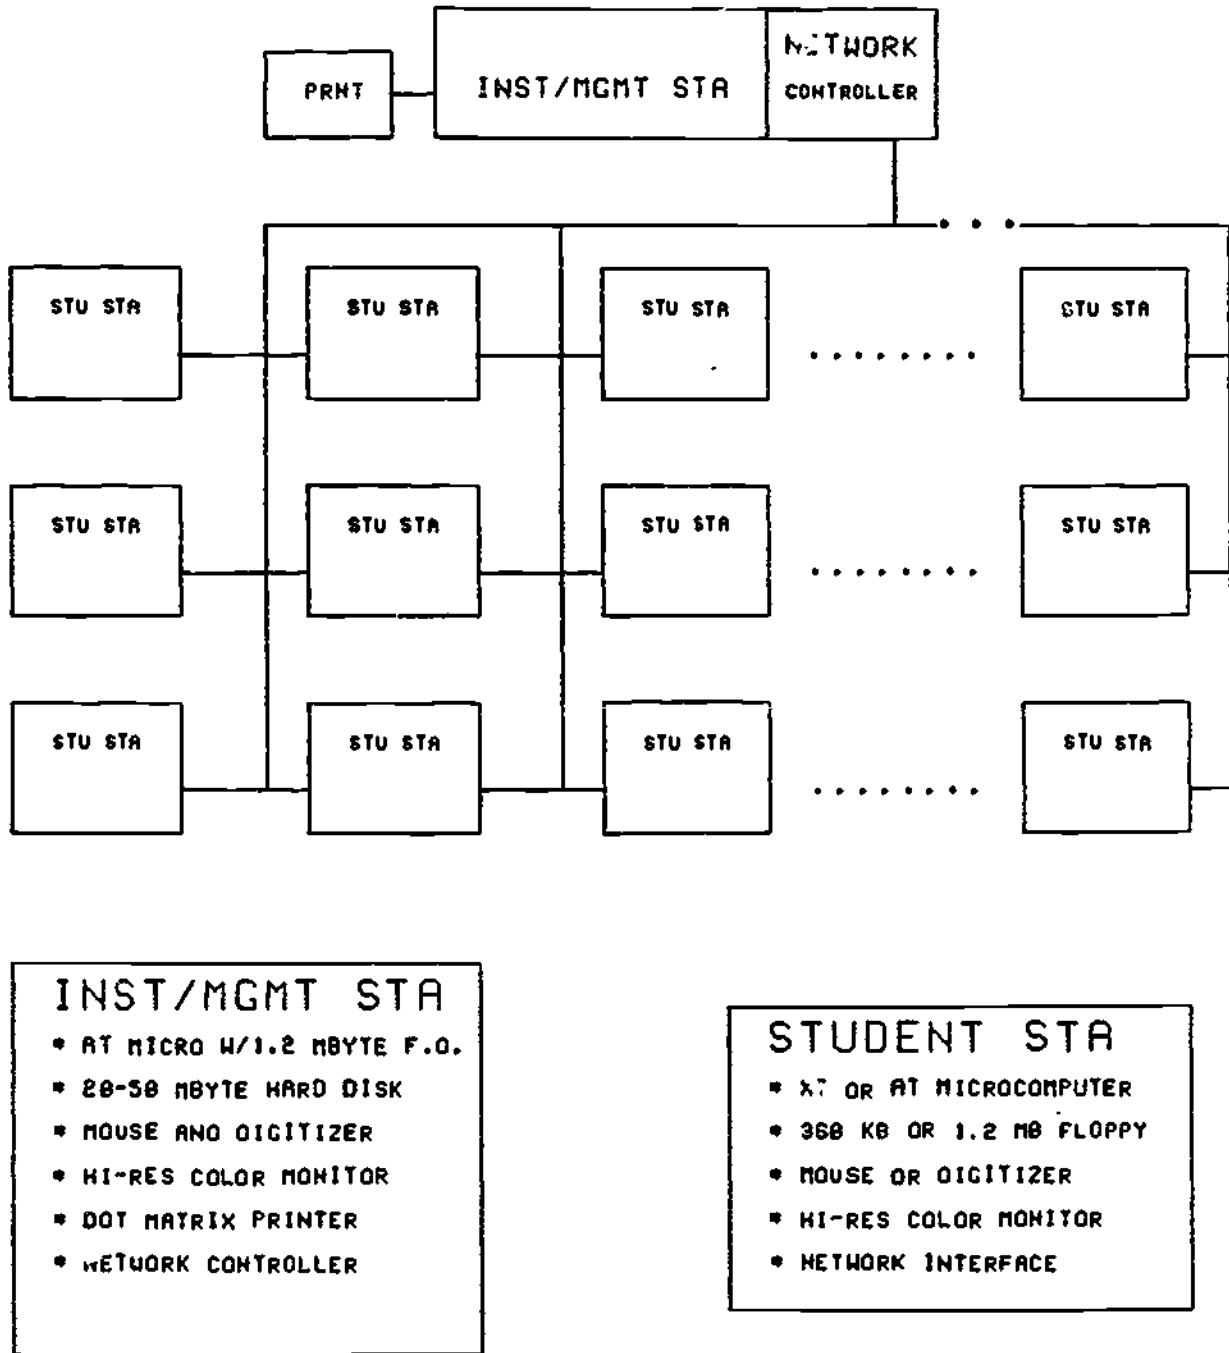 PRNT
INST/MGMT STA
NETWORK
CONTROLLER
STU STA
STU STA
STU STA
STU STA
STU STA
STU STA
STU STA
STU STA
STU STA
STU STA
STU STA
STU STA
INST/MGMT STA
* AT MICRO W/1.2 MBYTE F.D.
* 20-50 MBYTE HARD DISK
* MOUSE AND DIGITIZER
* HI-RES COLOR MONITOR
* DOT MATRIX PRINTER
* NETWORK CONTROLLER
STUDENT STA
* XT OR AT MICROCOMPUTER
* 360 KB OR 1.2 MB FLOPPY
* MOUSE OR DIGITIZER
* HI-RES COLOR MONITOR
* NETWORK INTERFACE